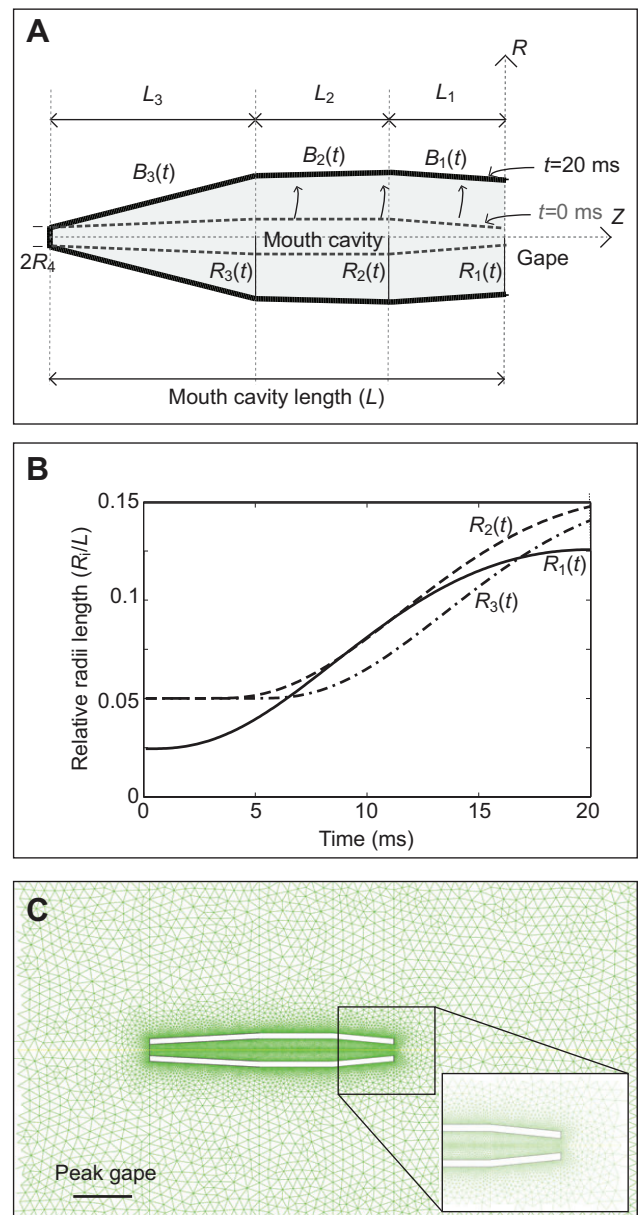 A
R
L3 L2 L1
B3(t) B2(t) B1(t) t=20 ms
t=0 ms
Z
Mouth cavity
2R4 R3(t) R2(t) R1(t) Gape
Mouth cavity length (L)
B
0.15
0.1
0.05
0
Relative radii length (Ri/L)
R2(t)
R1(t)
R3(t)
0 5 10 15 20
Time (ms)
C
Peak gape